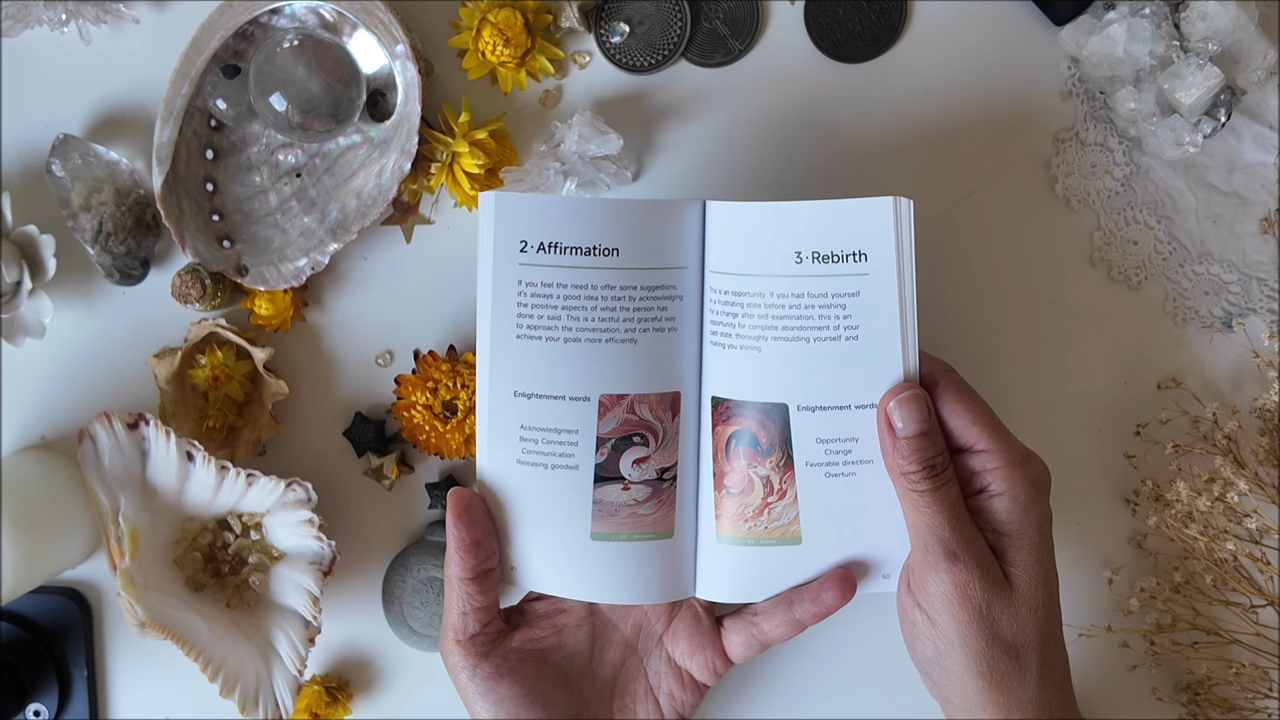 2·Affirmation
If you feel the need to offer some suggestions,
it's always a good idea to start by acknowledging
the positive aspects of what the person has
done or said. This is a tactful and graceful way
to approach the conversation, and can help you
achieve your goals more efficiently
Enlightenment words
Acknowledgment
Being Connected
Communication
Releasing goodwill
3·Rebirth
This is an opportunity. If you had found yourself
in a frustrating state before and are wishing
for a change after self-examination, this is an
opportunity for complete abandonment of your
past state, thoroughly remoulding yourself and
making you shining
Enlightenment words
Opportunity
Change
Favorable direction
Overturn
60